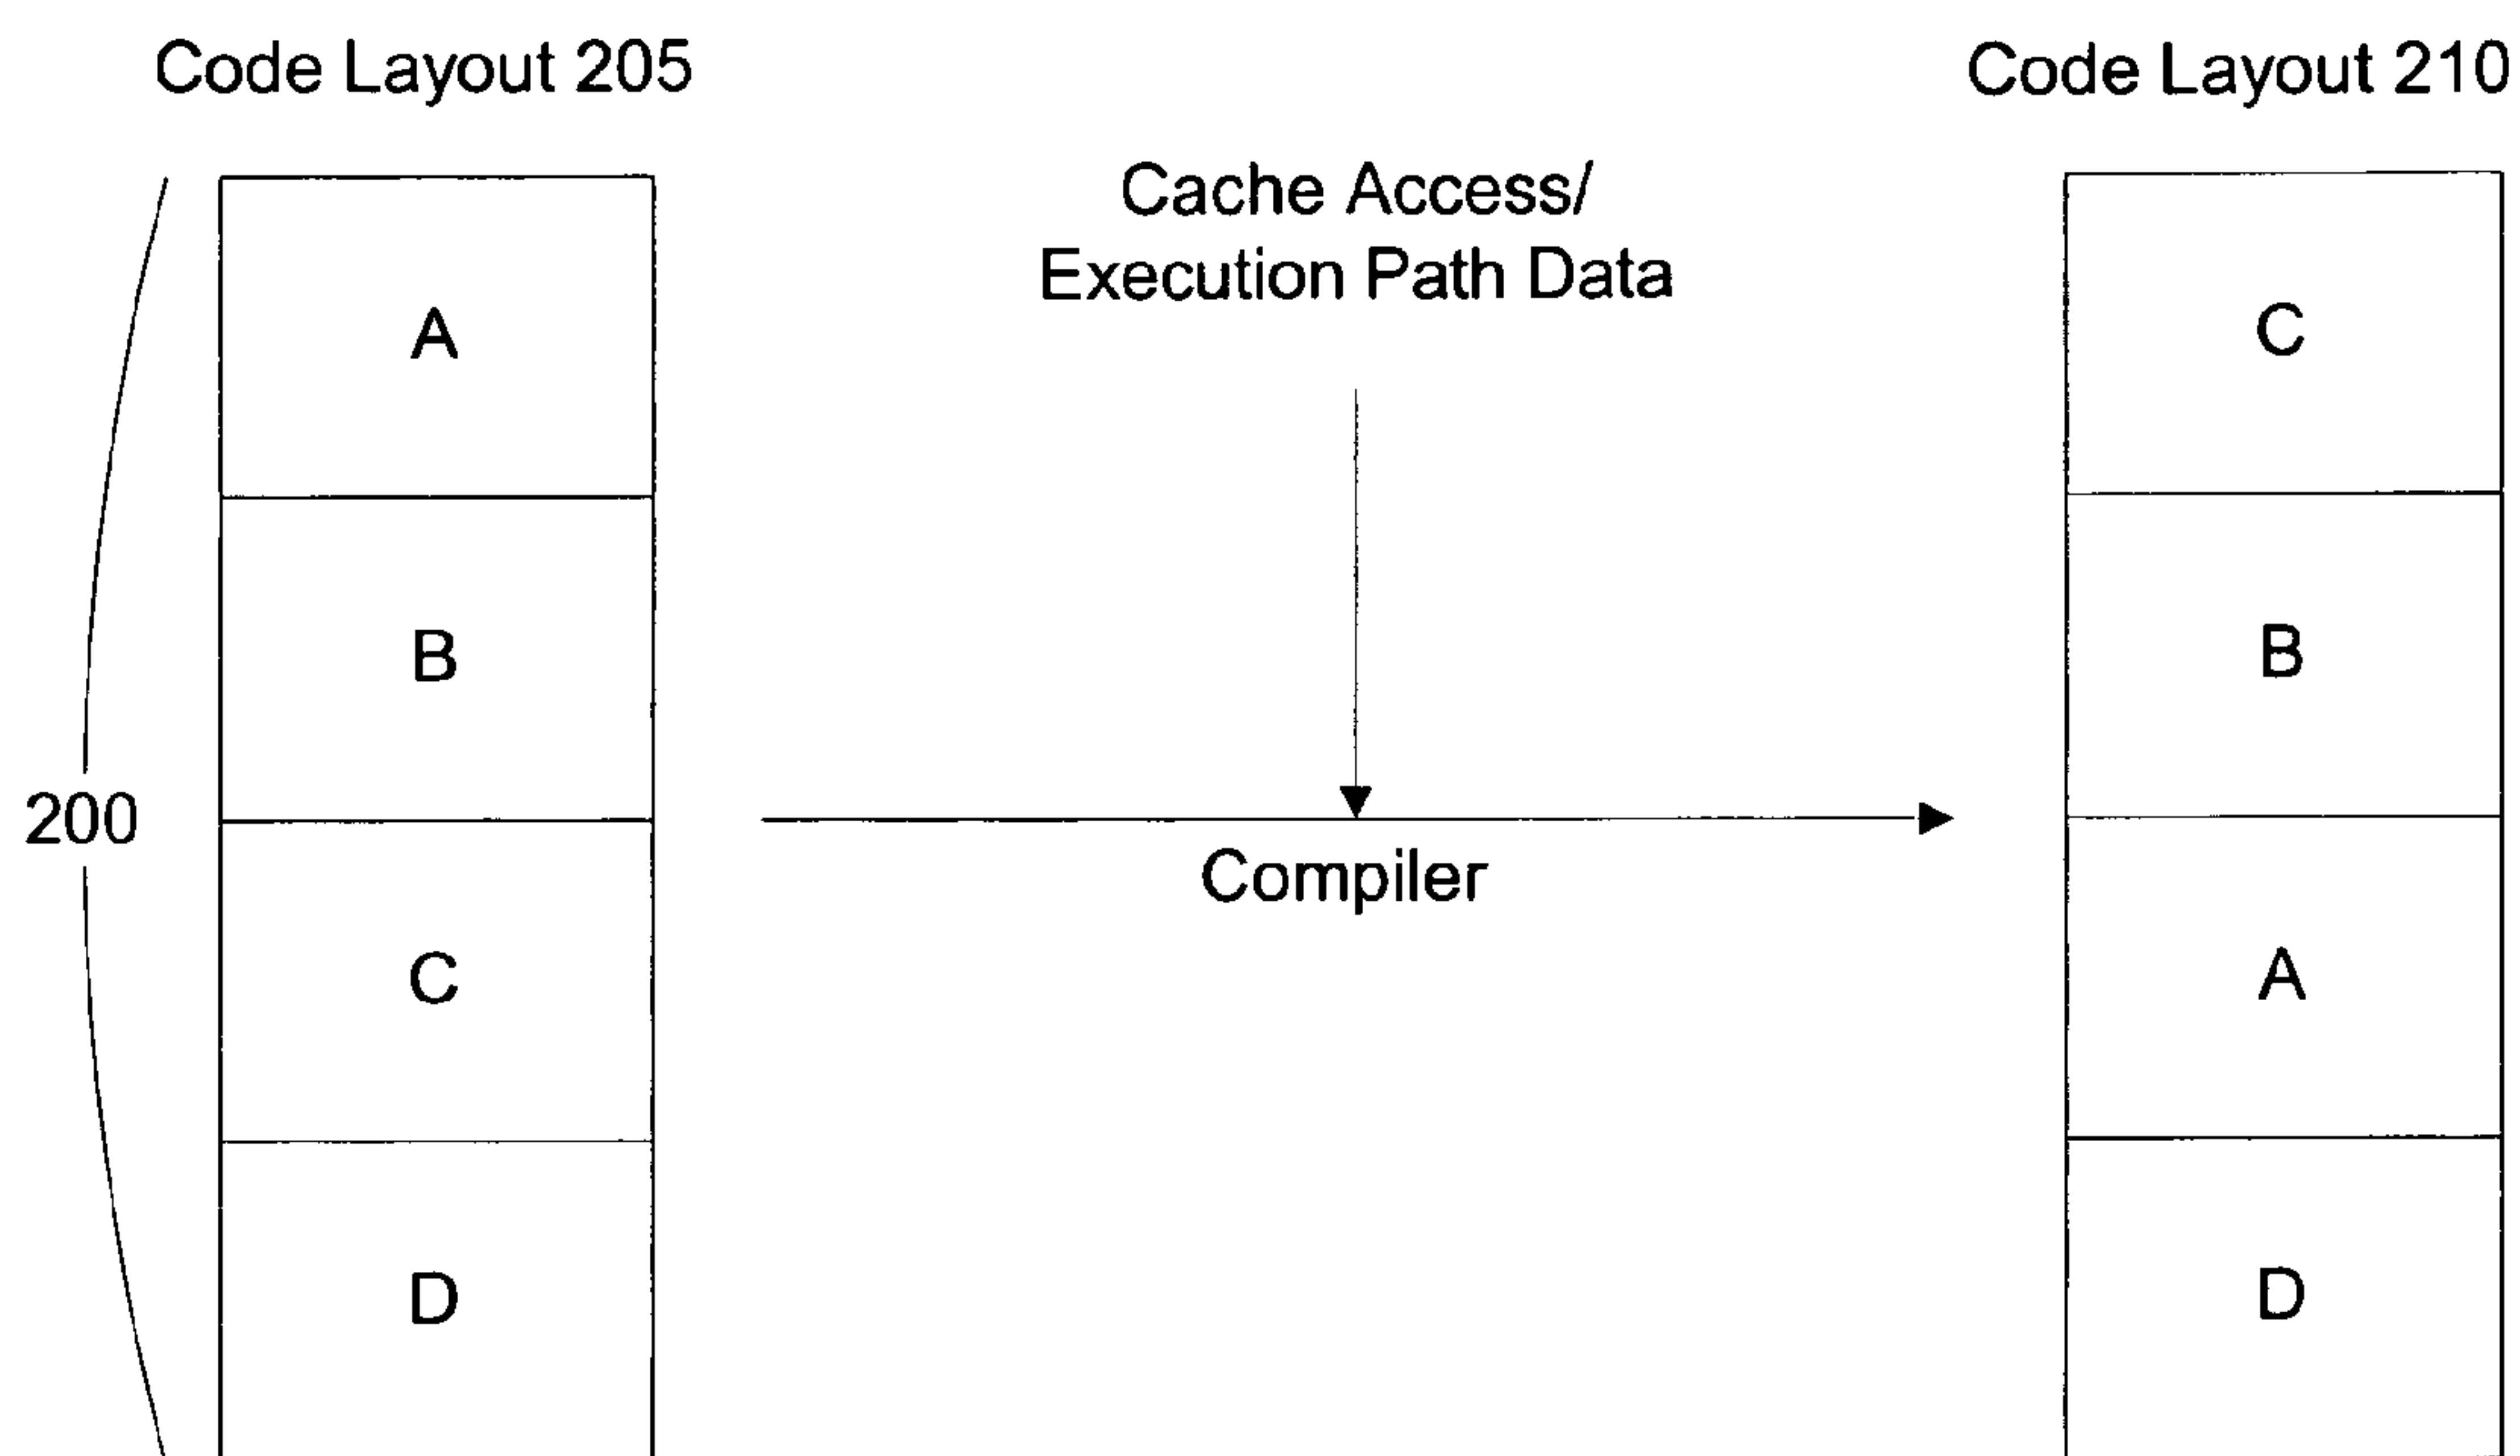 Code Layout 205
Code Layout 210
Cache Access/
Execution Path Data
A
B
C
D
200
Compiler
C
B
A
D